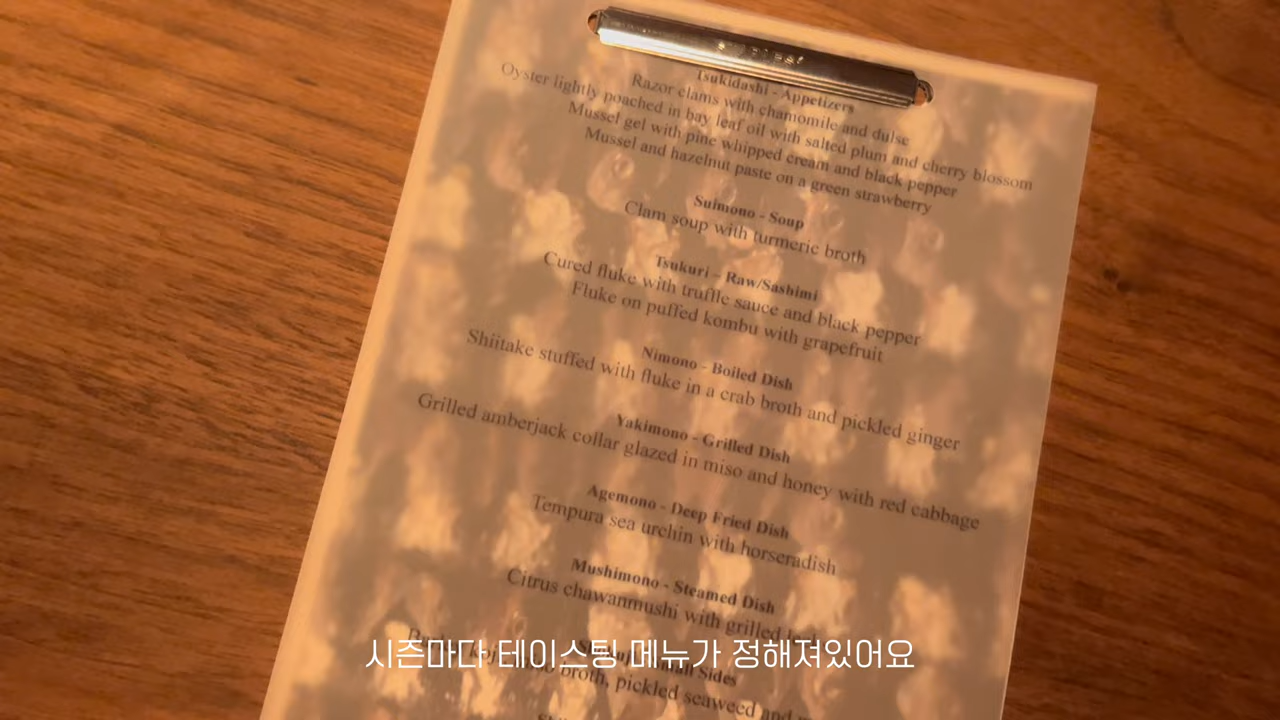 Tsukidashi - Appetizers
Razor clams with chamomile and dulse
Oyster lightly poached in bay leaf oil with salted plum and cherry blossom
Mussel gel with pine whipped cream and black pepper
Mussel and hazelnut paste on a green strawberry
Suimono - Soup
Clam soup with turmeric broth
Tsukuri - Raw/Sashimi
Cured fluke with truffle sauce and black pepper
Fluke on puffed kombu with grapefruit
Nimono - Boiled Dish
Shiitake stuffed with fluke in a crab broth and pickled ginger
Yakimono - Grilled Dish
Grilled amberjack collar glazed in miso and honey with red cabbage
Agemono - Deep Fried Dish
Tempura sea urchin with horseradish
Mushimono - Steamed Dish
Citrus chawanmushi with grilled
Sides
broth, pickled seaweed and
시즌마다 테이스팅 메뉴가 정해져있어요